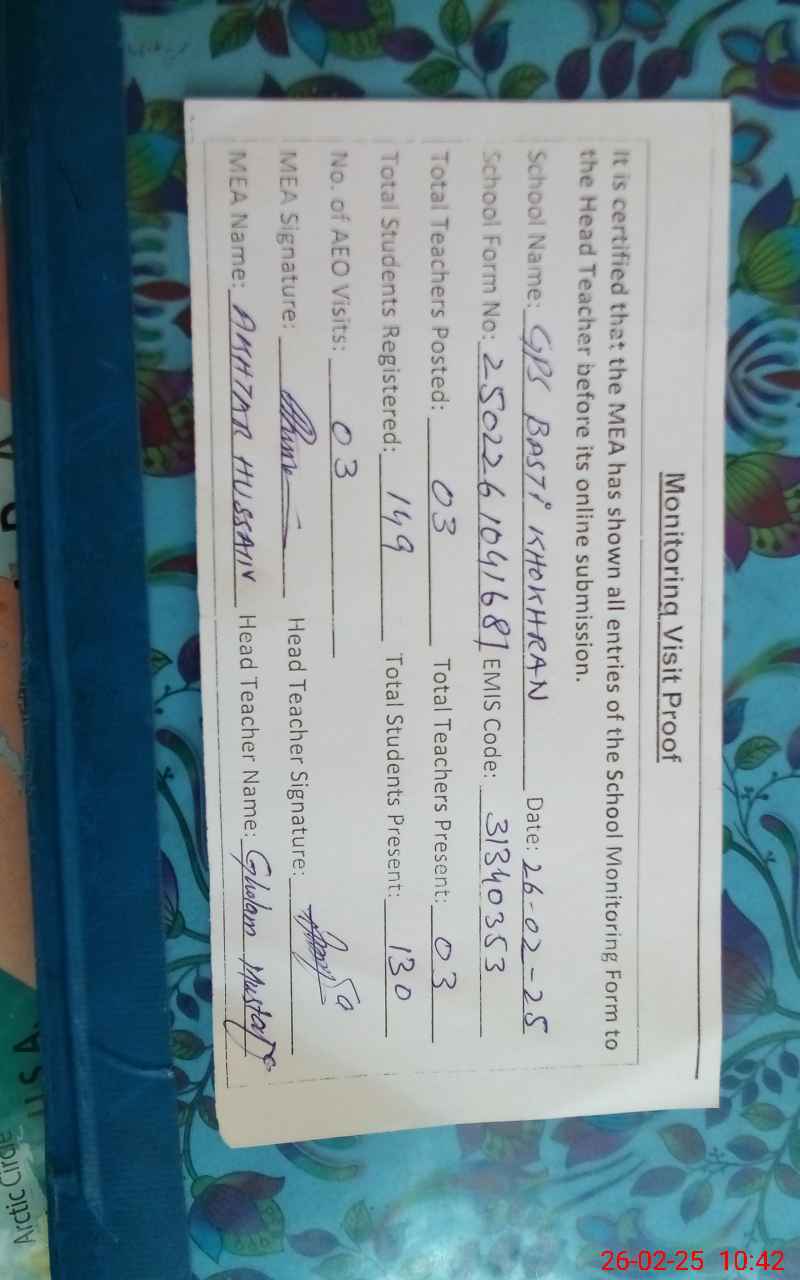 Monitoring Visit Proof
It is certified that the MEA has shown all entries of the School Monitoring Form to
the Head Teacher before its online submission.
School Name: GPS BASTI KHOKHRAN Date: 26-02-25
School Form No: 2502261041681 EMIS Code: 31340353
Total Teachers Posted: 03 Total Teachers Present: 03
Total Students Registered: 149 Total Students Present: 130
No. of AEO Visits: 03
MEA Signature: Head Teacher Signature:
MEA Name: AKHTAR HUSSAIN Head Teacher Name: Ghulam Mustafa
Arctic Circle
USA
26-02-25 10:42